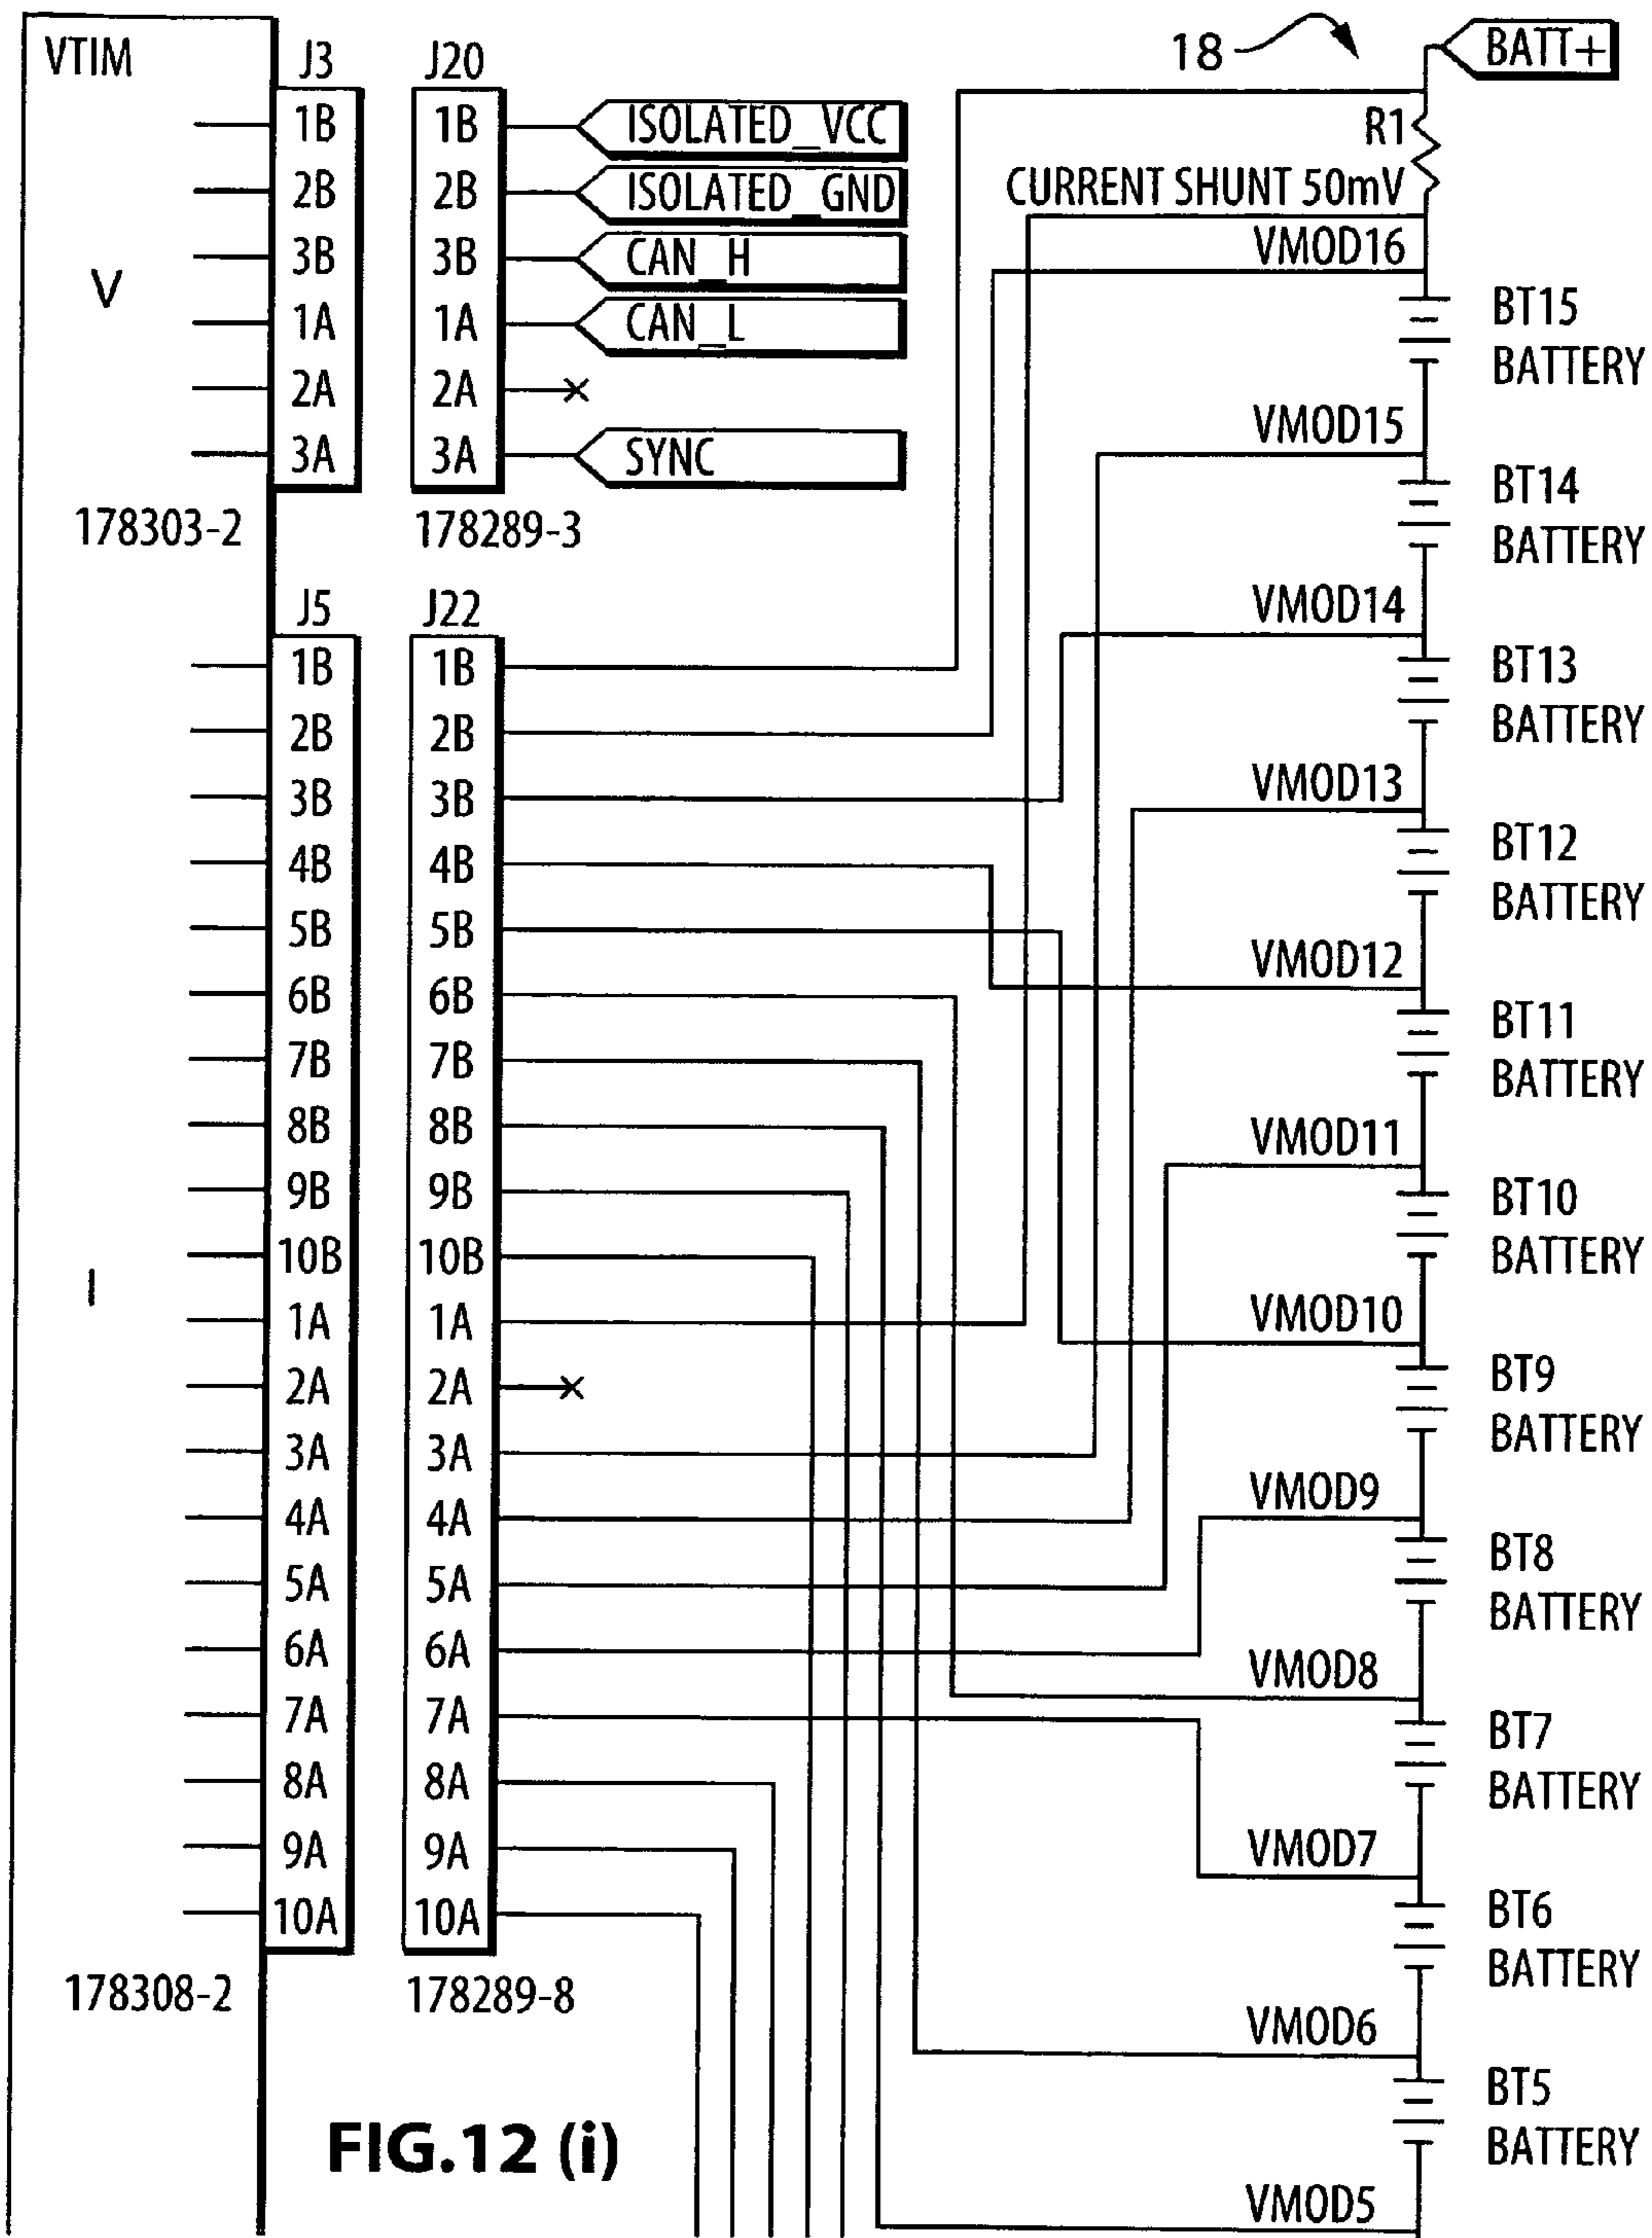 VTIM
V
I
J3
1B
2B
3B
1A
2A
3A
178303-2
J20
1B
2B
3B
1A
2A
3A
178289-3
ISOLATED_VCC
ISOLATED_GND
CAN_H
CAN_L
SYNC
J5
1B
2B
3B
4B
5B
6B
7B
8B
9B
10B
1A
2A
3A
4A
5A
6A
7A
8A
9A
10A
178308-2
J22
1B
2B
3B
4B
5B
6B
7B
8B
9B
10B
1A
2A
3A
4A
5A
6A
7A
8A
9A
10A
178289-8
18
BATT+
R1
CURRENT SHUNT 50mV
VMOD16
BT15
BATTERY
VMOD15
BT14
BATTERY
VMOD14
BT13
BATTERY
VMOD13
BT12
BATTERY
VMOD12
BT11
BATTERY
VMOD11
BT10
BATTERY
VMOD10
BT9
BATTERY
VMOD9
BT8
BATTERY
VMOD8
BT7
BATTERY
VMOD7
BT6
BATTERY
VMOD6
BT5
BATTERY
VMOD5
FIG.12 (i)